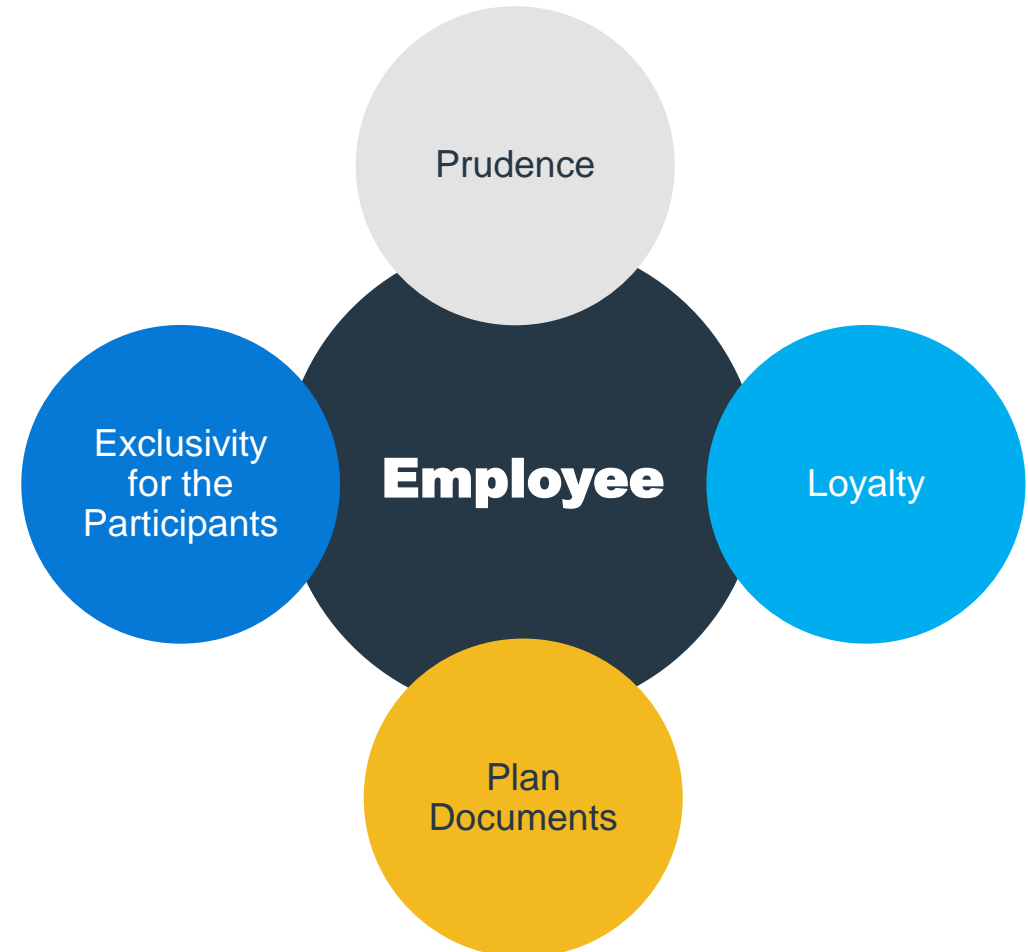 Prudence
Exclusivity
for the
Participants
Employee
Loyalty
Plan
Documents